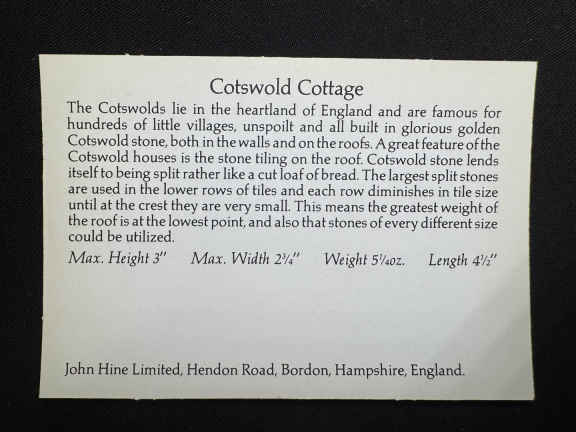 Cotswold Cottage
The Cotswolds lie in the heartland of England and are famous for
hundreds of little villages, unspoilt and all built in glorious golden
Cotswold stone, both in the walls and on the roofs. A great feature of the
Cotswold houses is the stone tiling on the roof. Cotswold stone lends
itself to being split rather like a cut loaf of bread. The largest split stones
are used in the lower rows of tiles and each row diminishes in tile size
until at the crest they are very small. This means the greatest weight of
the roof is at the lowest point, and also that stones of every different size
could be utilized.
Max. Height 3" Max. Width 2¾" Weight 5¼oz. Length 4½"
John Hine Limited, Hendon Road, Bordon, Hampshire, England.